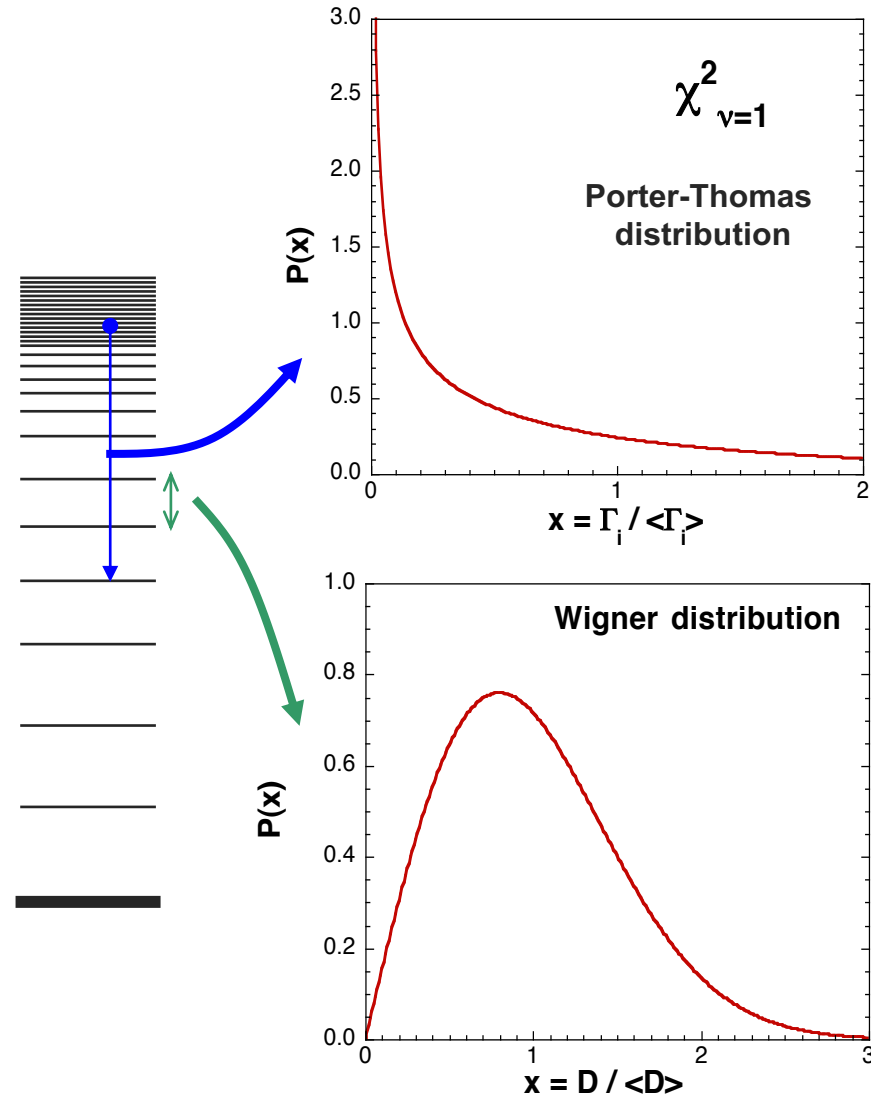 3.0
2.5
2.0
1.5
1.0
0.5
0.0
P(x)
χ²ν=1
Porter-Thomas
distribution
0
1
2
x = Γi / <Γi>
1.0
0.8
0.6
0.4
0.2
0.0
P(x)
Wigner distribution
0
1
2
3
x = D / <D>